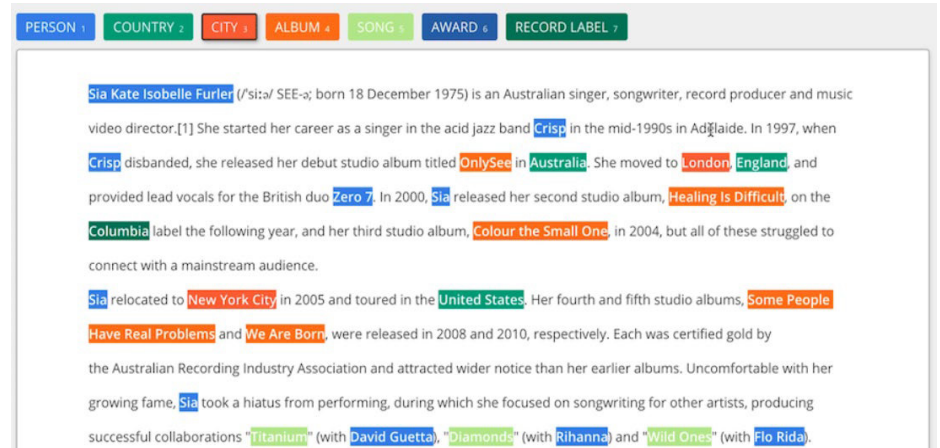 PERSON 1 COUNTRY 2 CITY 3 ALBUM 4 SONG 5 AWARD 6 RECORD LABEL 7
Sia Kate Isobelle Furler (/ˈsiːə/ SEE-ə; born 18 December 1975) is an Australian singer, songwriter, record producer and music
video director.[1] She started her career as a singer in the acid jazz band Crisp in the mid-1990s in Adelaide. In 1997, when
Crisp disbanded, she released her debut studio album titled OnlySee in Australia. She moved to London, England, and
provided lead vocals for the British duo Zero 7. In 2000, Sia released her second studio album, Healing Is Difficult, on the
Columbia label the following year, and her third studio album, Colour the Small One, in 2004, but all of these struggled to
connect with a mainstream audience.
Sia relocated to New York City in 2005 and toured in the United States. Her fourth and fifth studio albums, Some People
Have Real Problems and We Are Born, were released in 2008 and 2010, respectively. Each was certified gold by
the Australian Recording Industry Association and attracted wider notice than her earlier albums. Uncomfortable with her
growing fame, Sia took a hiatus from performing, during which she focused on songwriting for other artists, producing
successful collaborations "Titanium" (with David Guetta), "Diamonds" (with Rihanna) and "Wild Ones" (with Flo Rida).